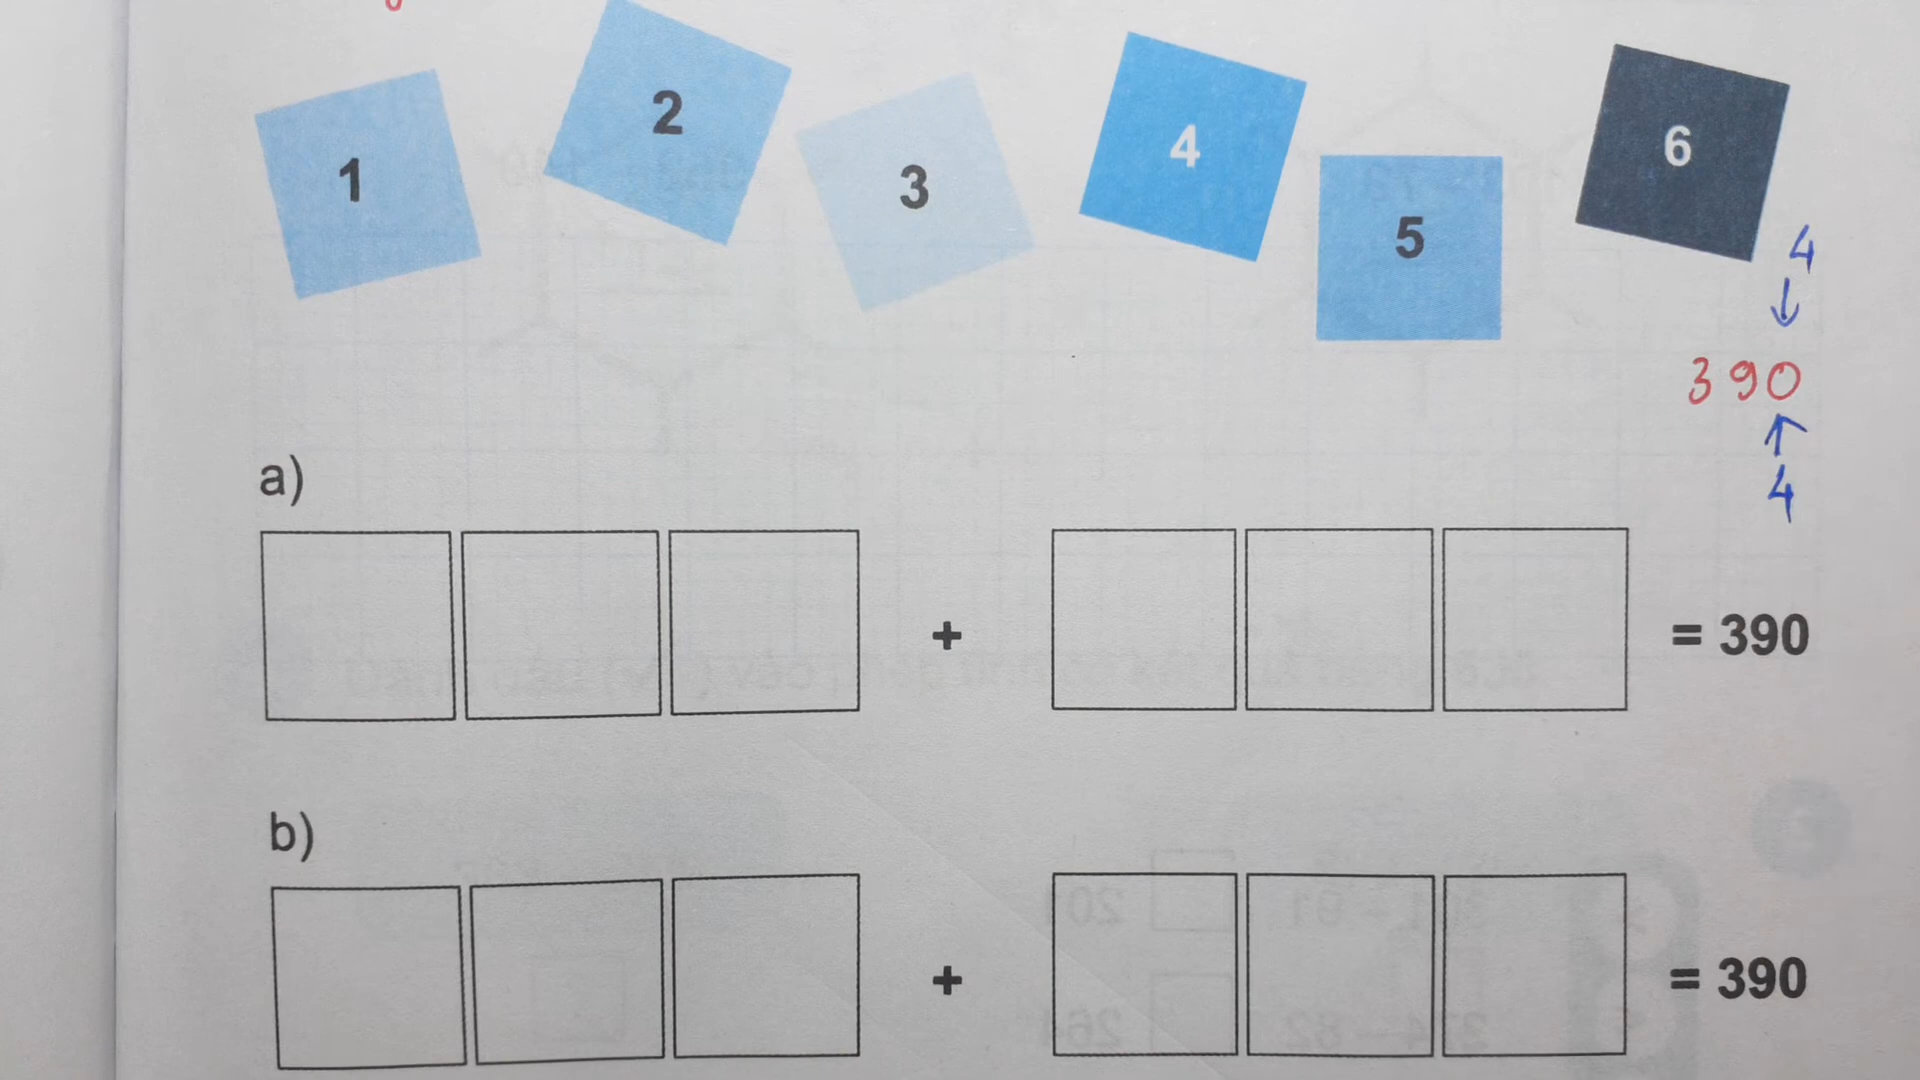 1 2 3 4 5 6
4
↓
390
↑
4
a)
+ = 390
b)
+ = 390